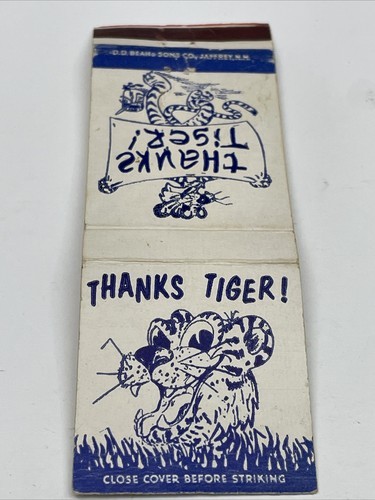 D.D. BEAN & SONS CO., JAFFREY, N.H.
THANKS
TIGER!
THANKS TIGER!
CLOSE COVER BEFORE STRIKING